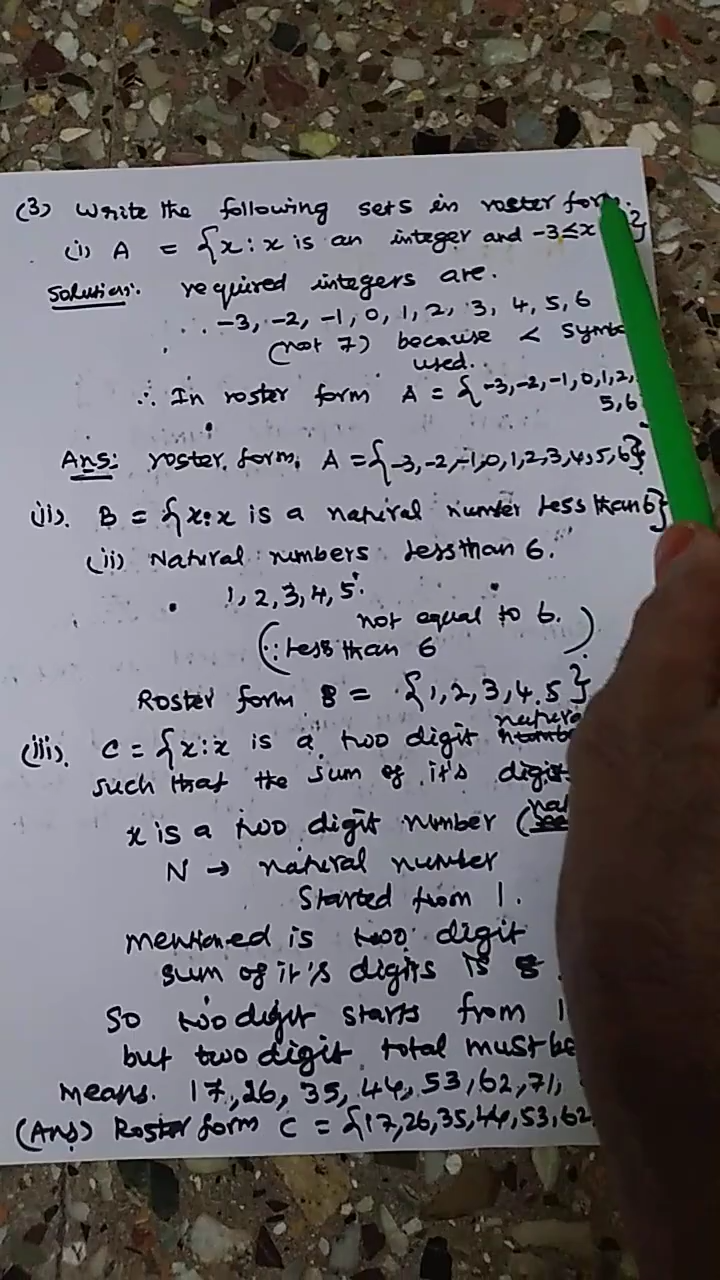 (3) Write the following sets in roster form.
(i) A = {x : x is an integer and -3≤x }
Solution: required integers are.
-3, -2, -1, 0, 1, 2, 3, 4, 5, 6
(not 7) because < symbo
used.
∴ In roster form A = {-3,-2,-1,0,1,2,
5,6
Ans: roster form, A = {-3,-2,-1,0,1,2,3,4,5,6}
(ii). B = {x:x is a natural number less than 6}
(ii) Natural numbers less than 6.
1, 2, 3, 4, 5.
not equal to 6.
(∵ less than 6 )
Roster form B = {1,2,3,4,5}
natura
(iii). C = {x:x is a two digit
such that the sum of it's digits
x is a two digit number (
N → natural number
Started from 1.
mentioned is two digit
sum of it's digits is 8
So two digit starts from 1
but two digit total must be
means. 17, 26, 35, 44, 53, 62, 71,
(Ans) Roster form C = {17,26,35,44,53,62